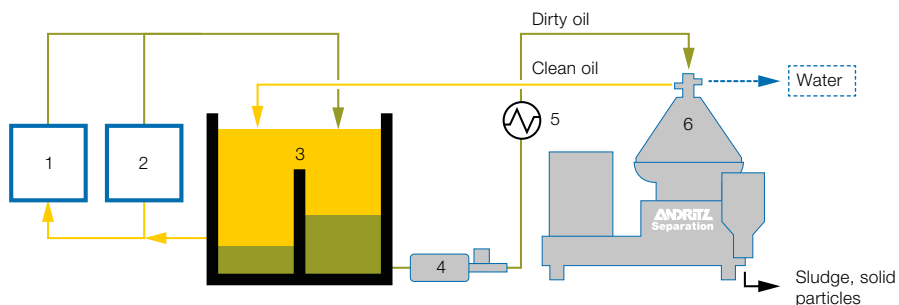 Dirty oil
Clean oil
Water
1
2
3
4
5
6
ANDRITZ
Separation
Sludge, solid
particles